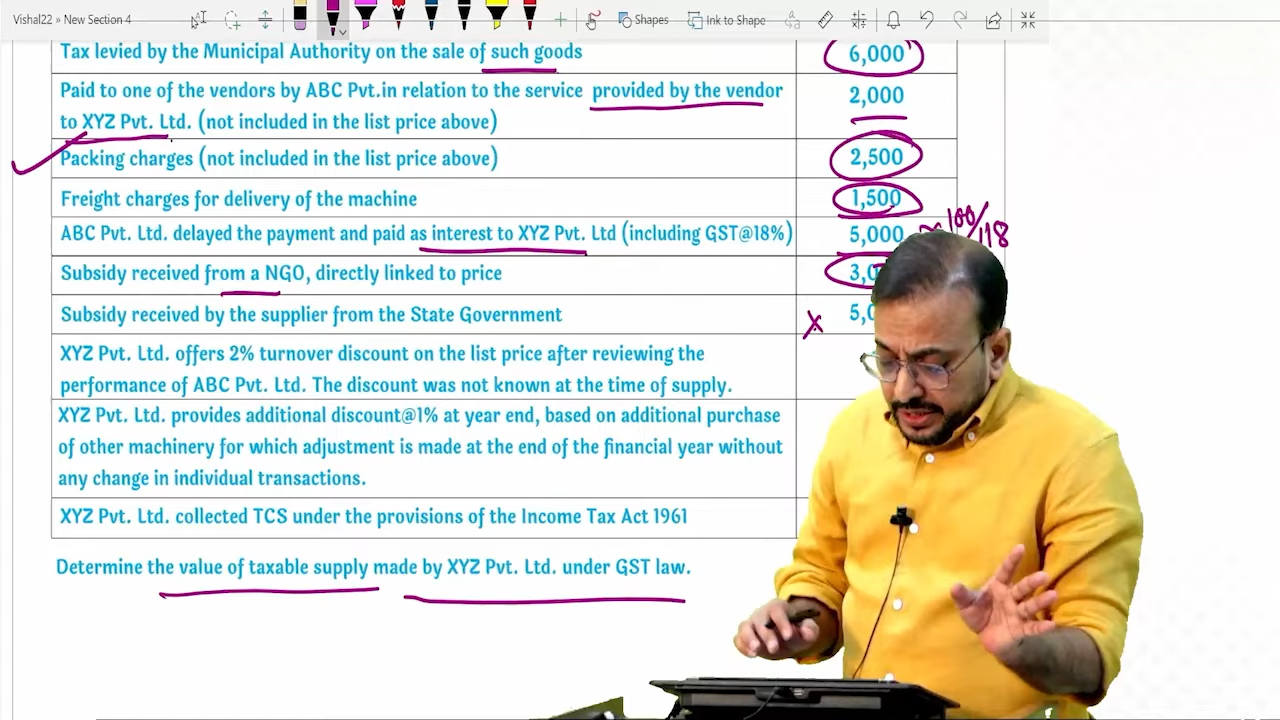 Vishal22 » New Section 4
Shapes
Ink to Shape
Tax levied by the Municipal Authority on the sale of such goods 6,000
Paid to one of the vendors by ABC Pvt.in relation to the service provided by the vendor
to XYZ Pvt. Ltd. (not included in the list price above) 2,000
Packing charges (not included in the list price above) 2,500
Freight charges for delivery of the machine 1,500
ABC Pvt. Ltd. delayed the payment and paid as interest to XYZ Pvt. Ltd (including GST@18%) 5,000 100/118
Subsidy received from a NGO, directly linked to price
Subsidy received by the supplier from the State Government
XYZ Pvt. Ltd. offers 2% turnover discount on the list price after reviewing the
performance of ABC Pvt. Ltd. The discount was not known at the time of supply.
XYZ Pvt. Ltd. provides additional discount@1% at year end, based on additional purchase
of other machinery for which adjustment is made at the end of the financial year without
any change in individual transactions.
XYZ Pvt. Ltd. collected TCS under the provisions of the Income Tax Act 1961
Determine the value of taxable supply made by XYZ Pvt. Ltd. under GST law.